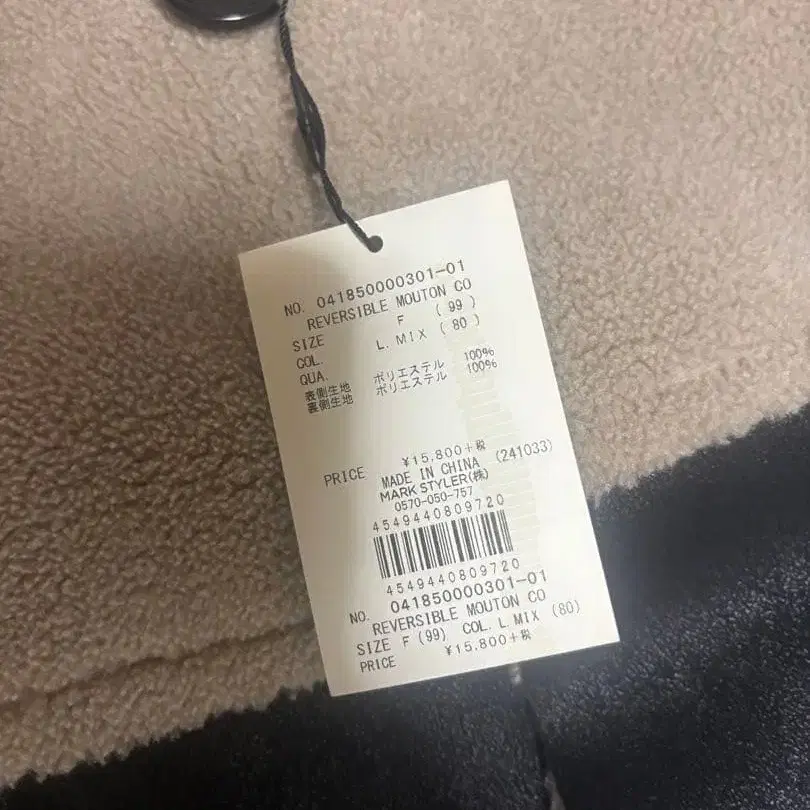 NO. 041850000301-01
REVERSIBLE MOUTON CO
SIZE F (99)
COL. L.MIX (80)
QUA.
表側生地 ポリエステル 100%
裏側生地 ポリエステル 100%
¥15,800+税
PRICE MADE IN CHINA (241033)
MARK STYLER(株)
0570-050-757
4549440809720
4549440809720
NO. 041850000301-01
REVERSIBLE MOUTON CO
SIZE F (99) COL. L.MIX (80)
PRICE ¥15,800+税